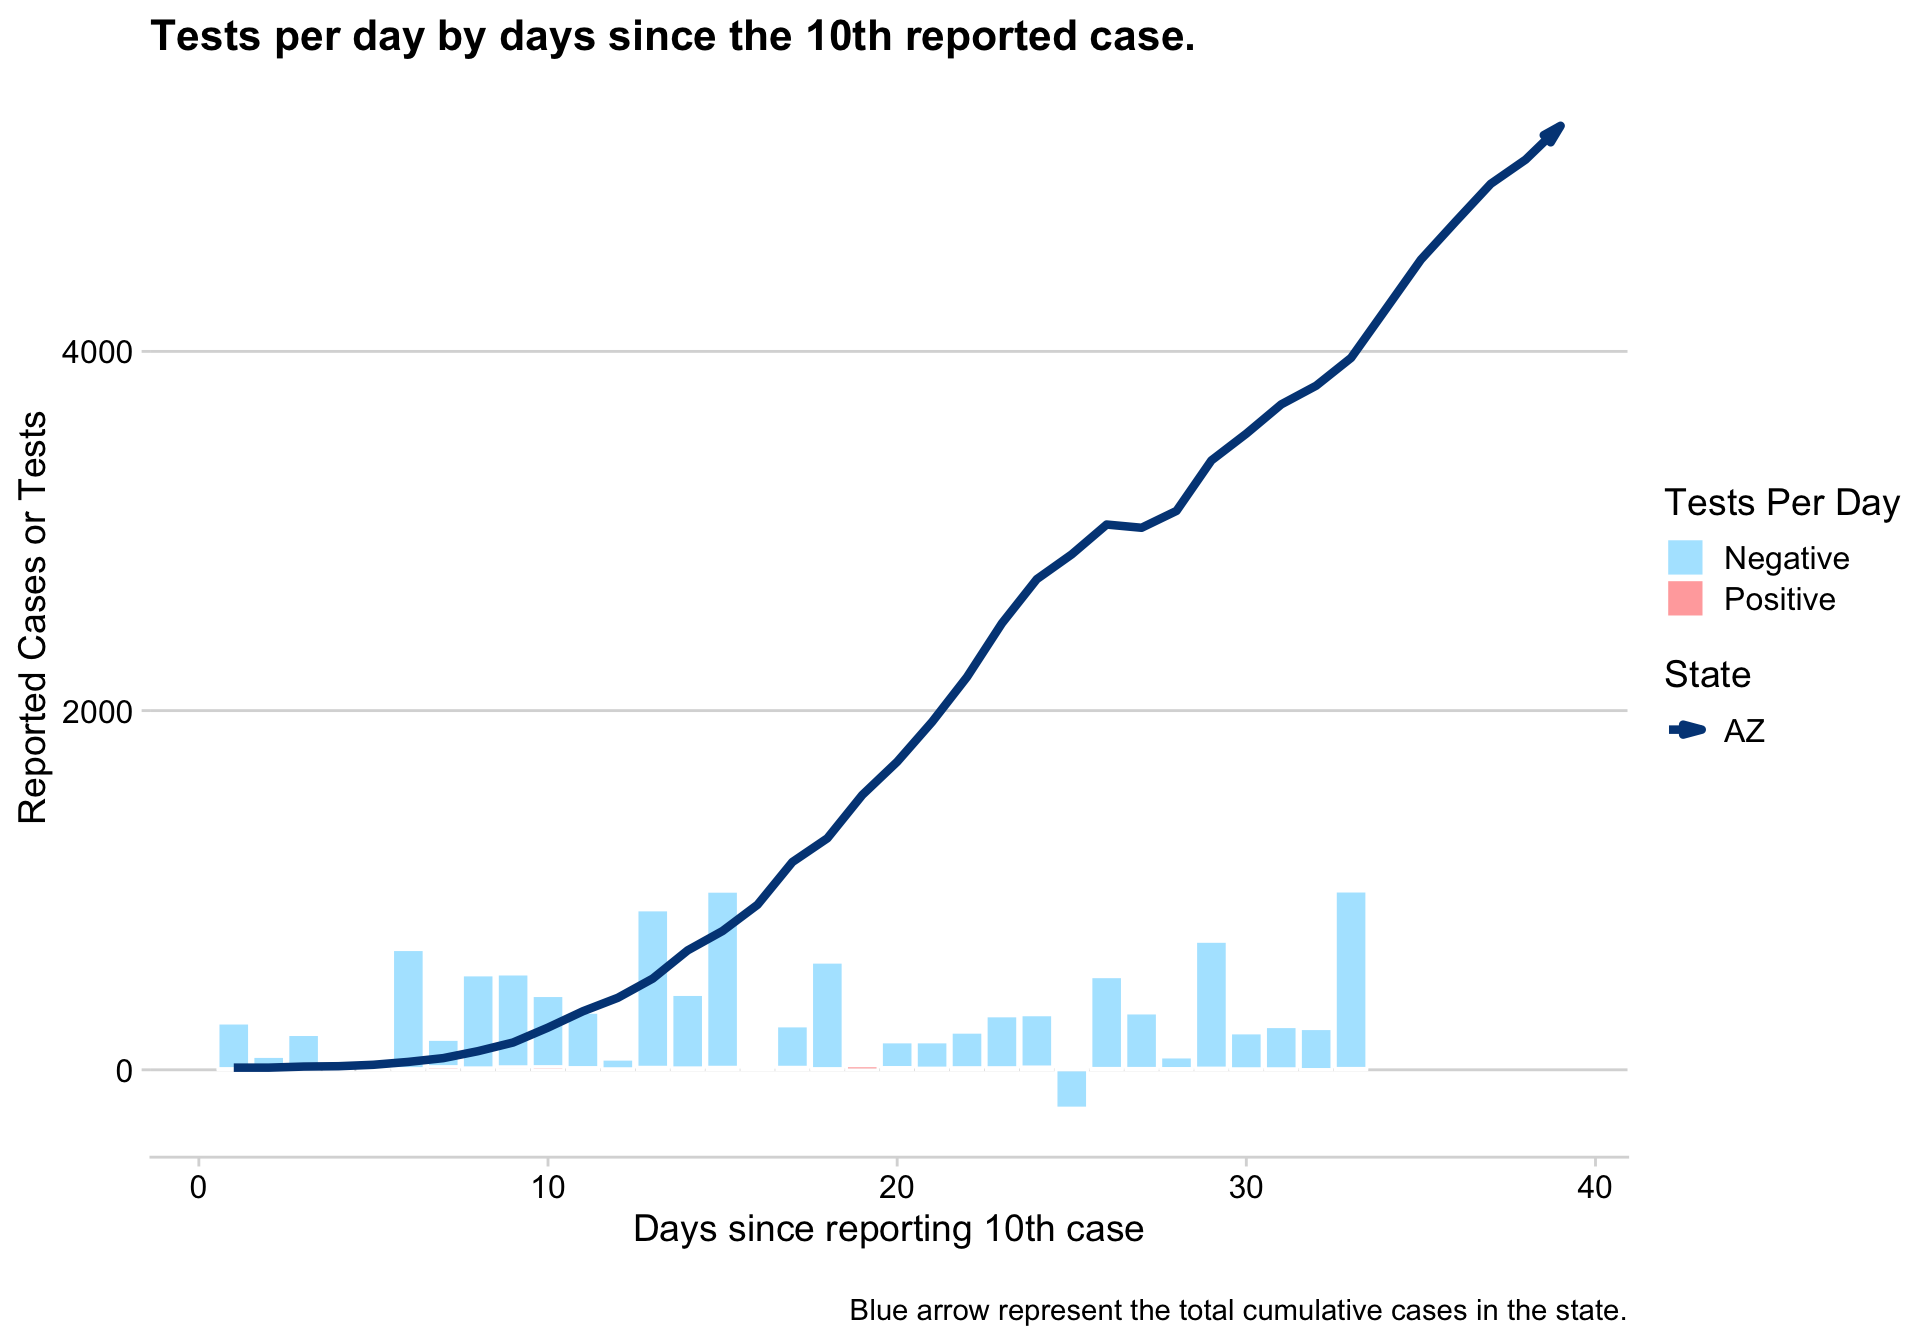 Tests per day by days since the 10th reported case.
Reported Cases or Tests
4000
2000
0
0 10 20 30 40
Days since reporting 10th case
Tests Per Day
Negative
Positive
State
AZ
Blue arrow represent the total cumulative cases in the state.